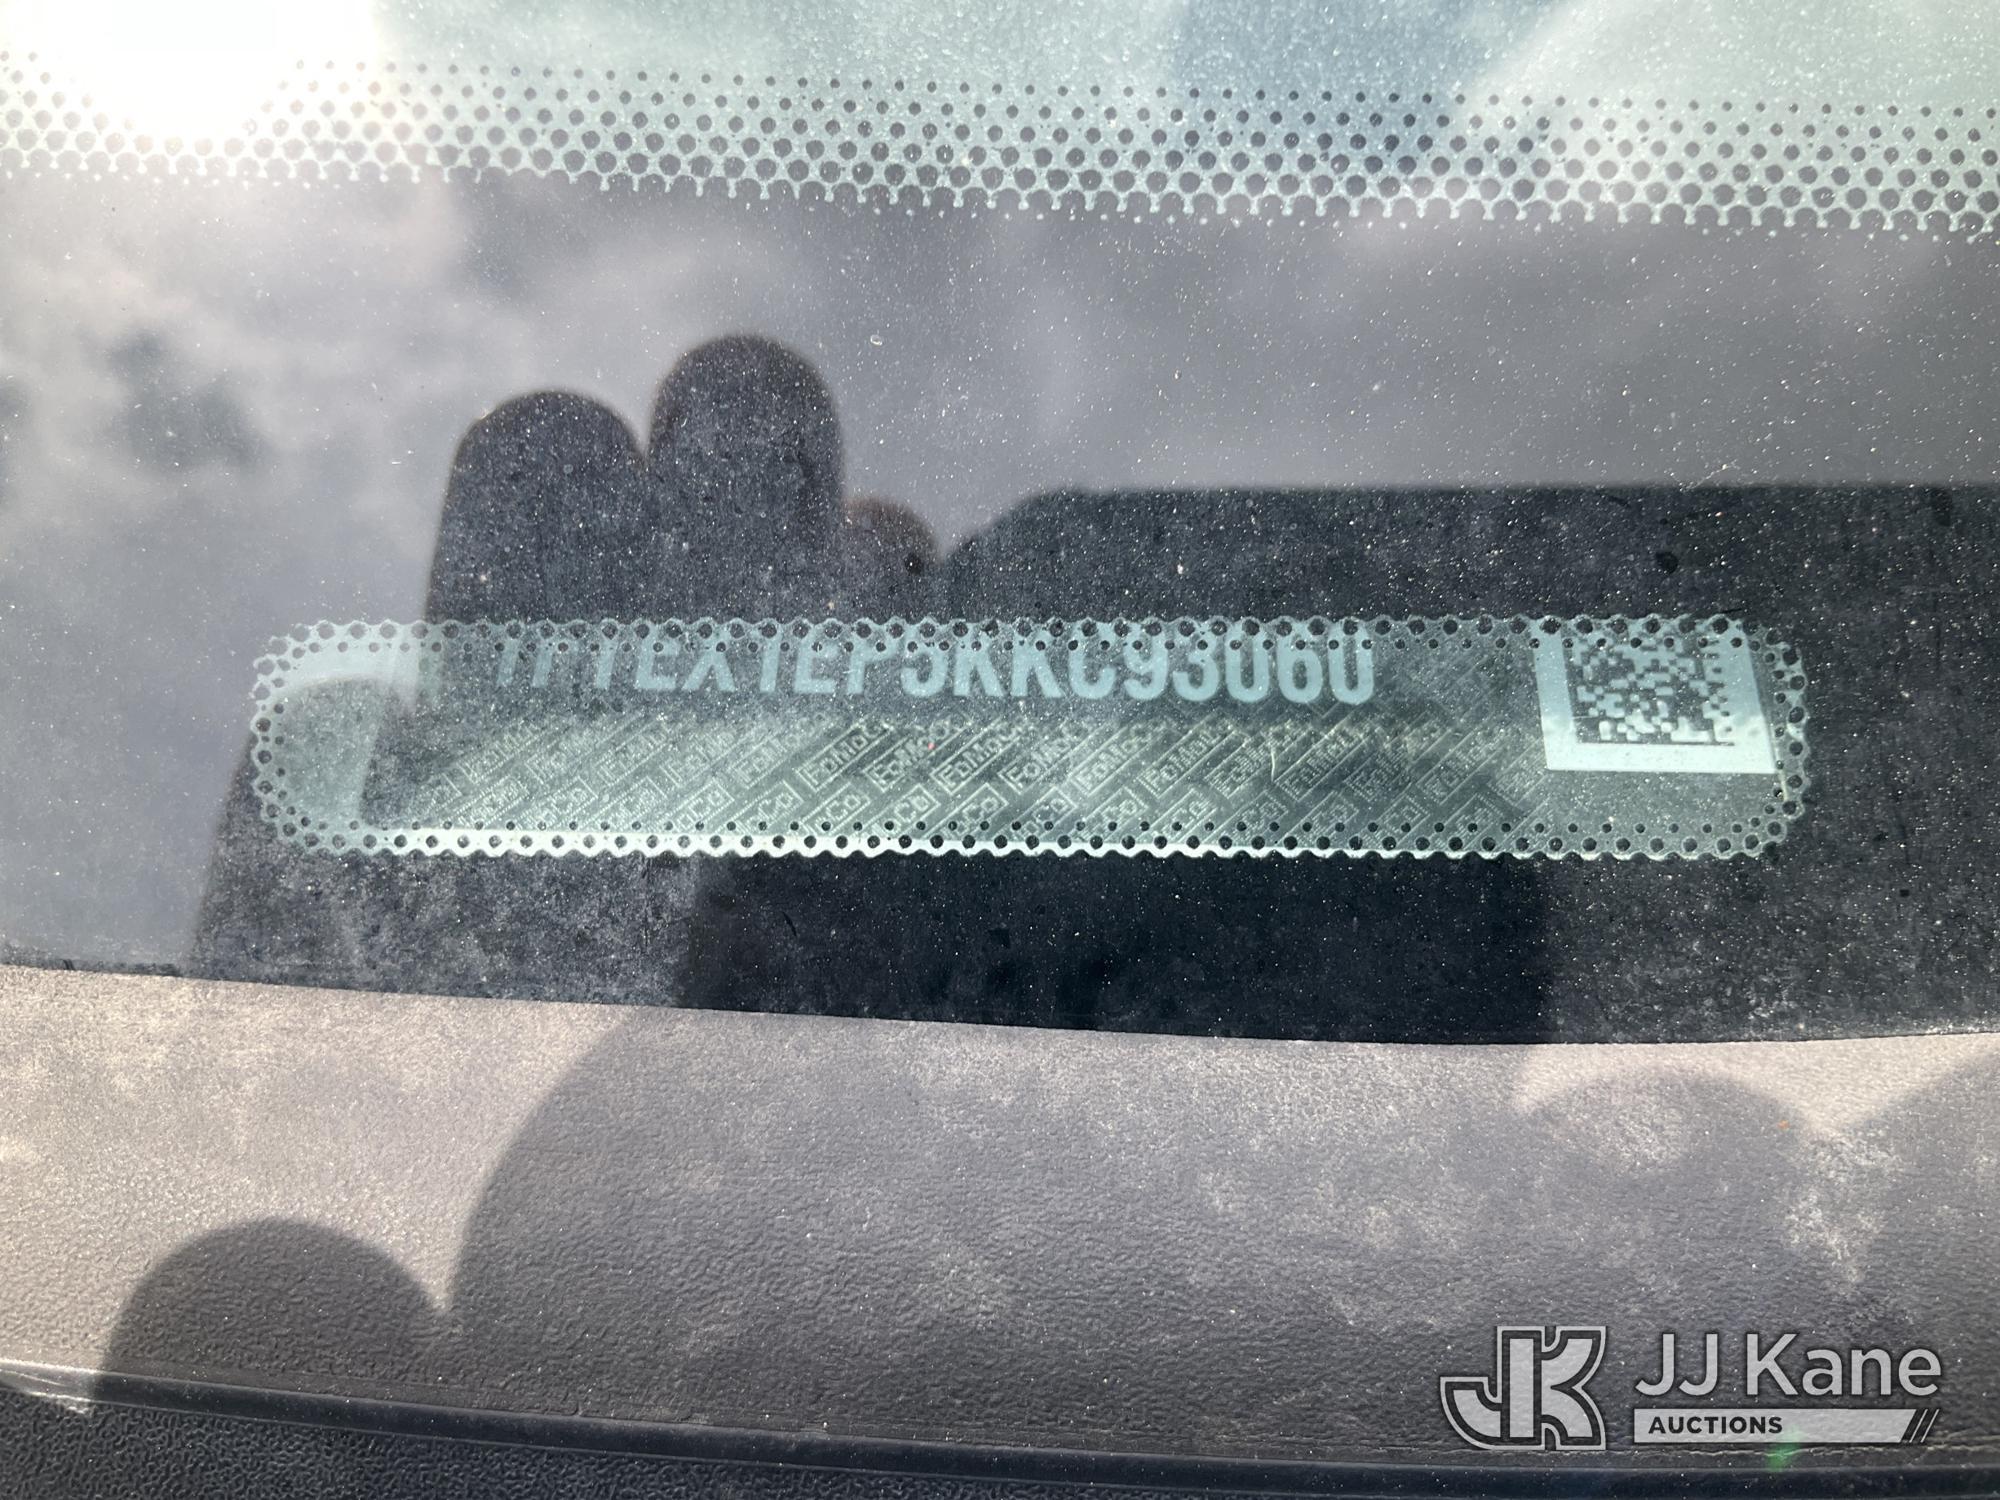 1FTEX1EP5KKC93060
JJ Kane
AUCTIONS